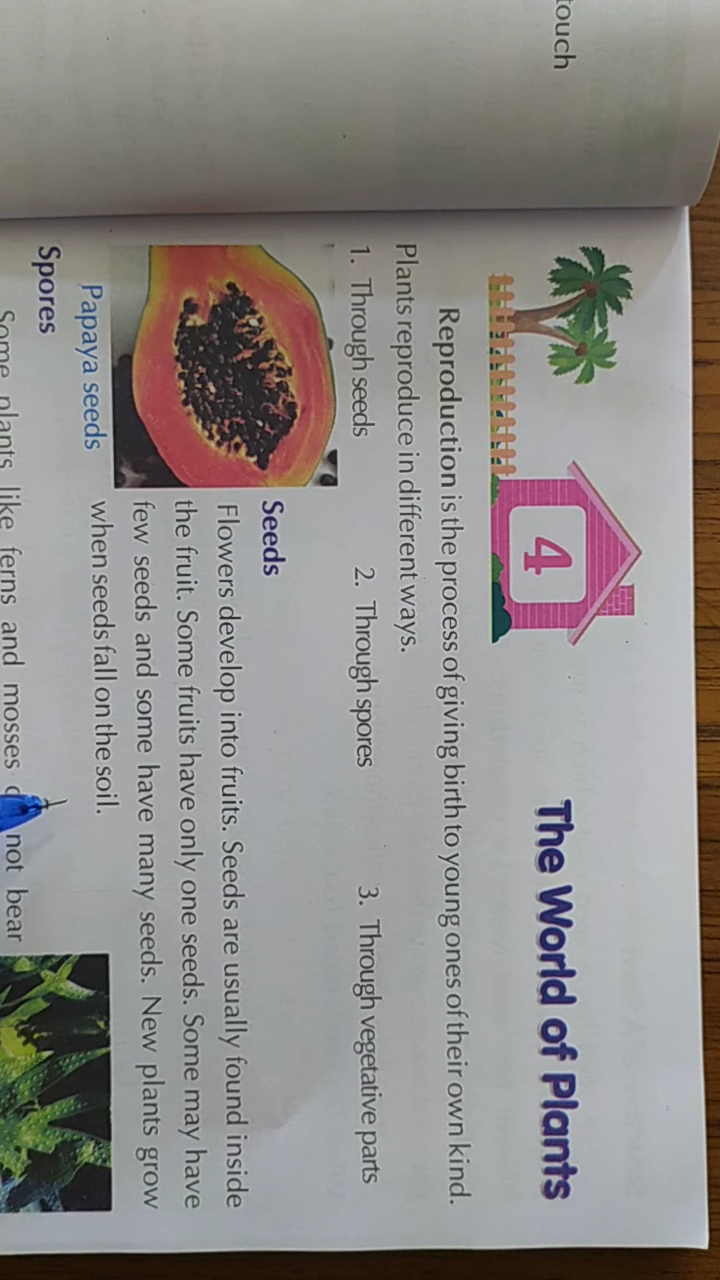 touch
4
The World of Plants
Reproduction is the process of giving birth to young ones of their own kind.
Plants reproduce in different ways.
1. Through seeds 2. Through spores 3. Through vegetative parts
Seeds
Flowers develop into fruits. Seeds are usually found inside
the fruit. Some fruits have only one seeds. Some may have
few seeds and some have many seeds. New plants grow
when seeds fall on the soil.
Papaya seeds
Spores
Some plants like ferns and mosses not bear